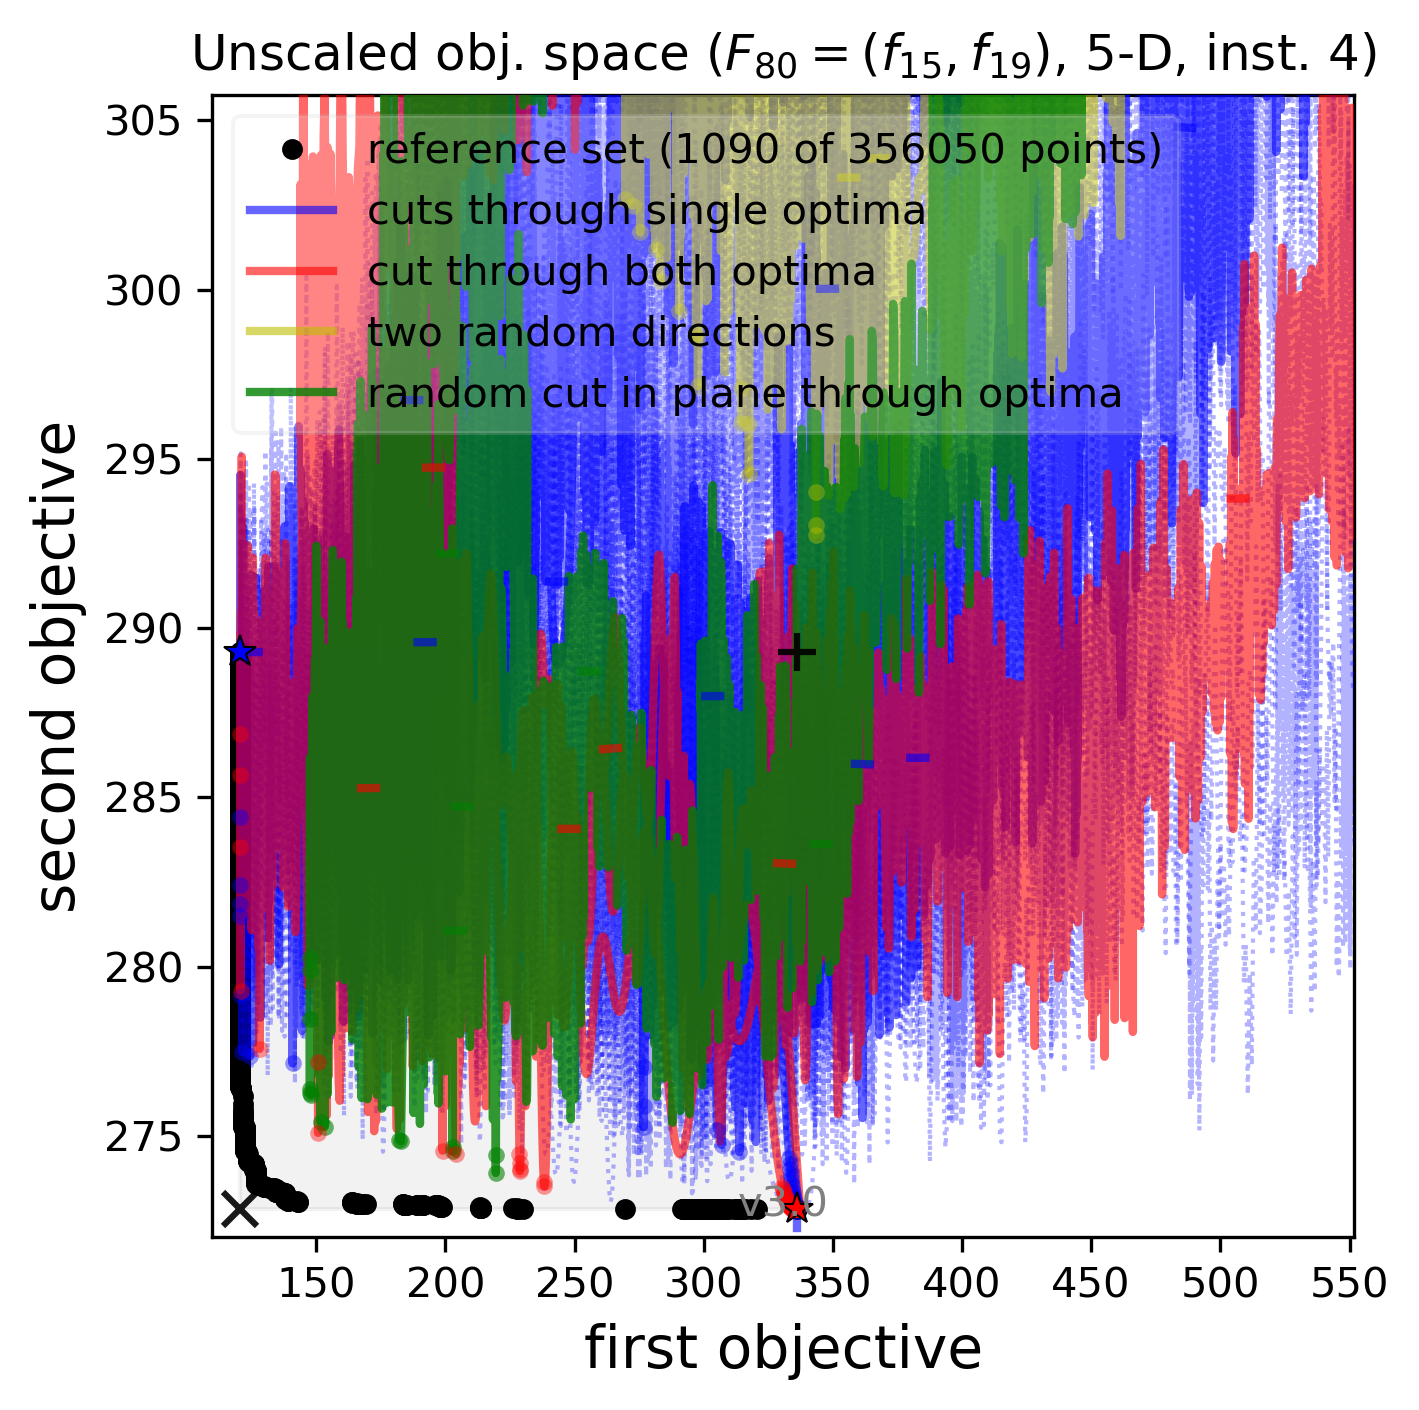 Unscaled obj. space (F₈₀ = (f₁₅, f₁₉), 5-D, inst. 4)
305
300
295
290
285
280
275
second objective
reference set (1090 of 356050 points)
cuts through single optima
cut through both optima
two random directions
random cut in plane through optima
v3.0
150 200 250 300 350 400 450 500 550
first objective